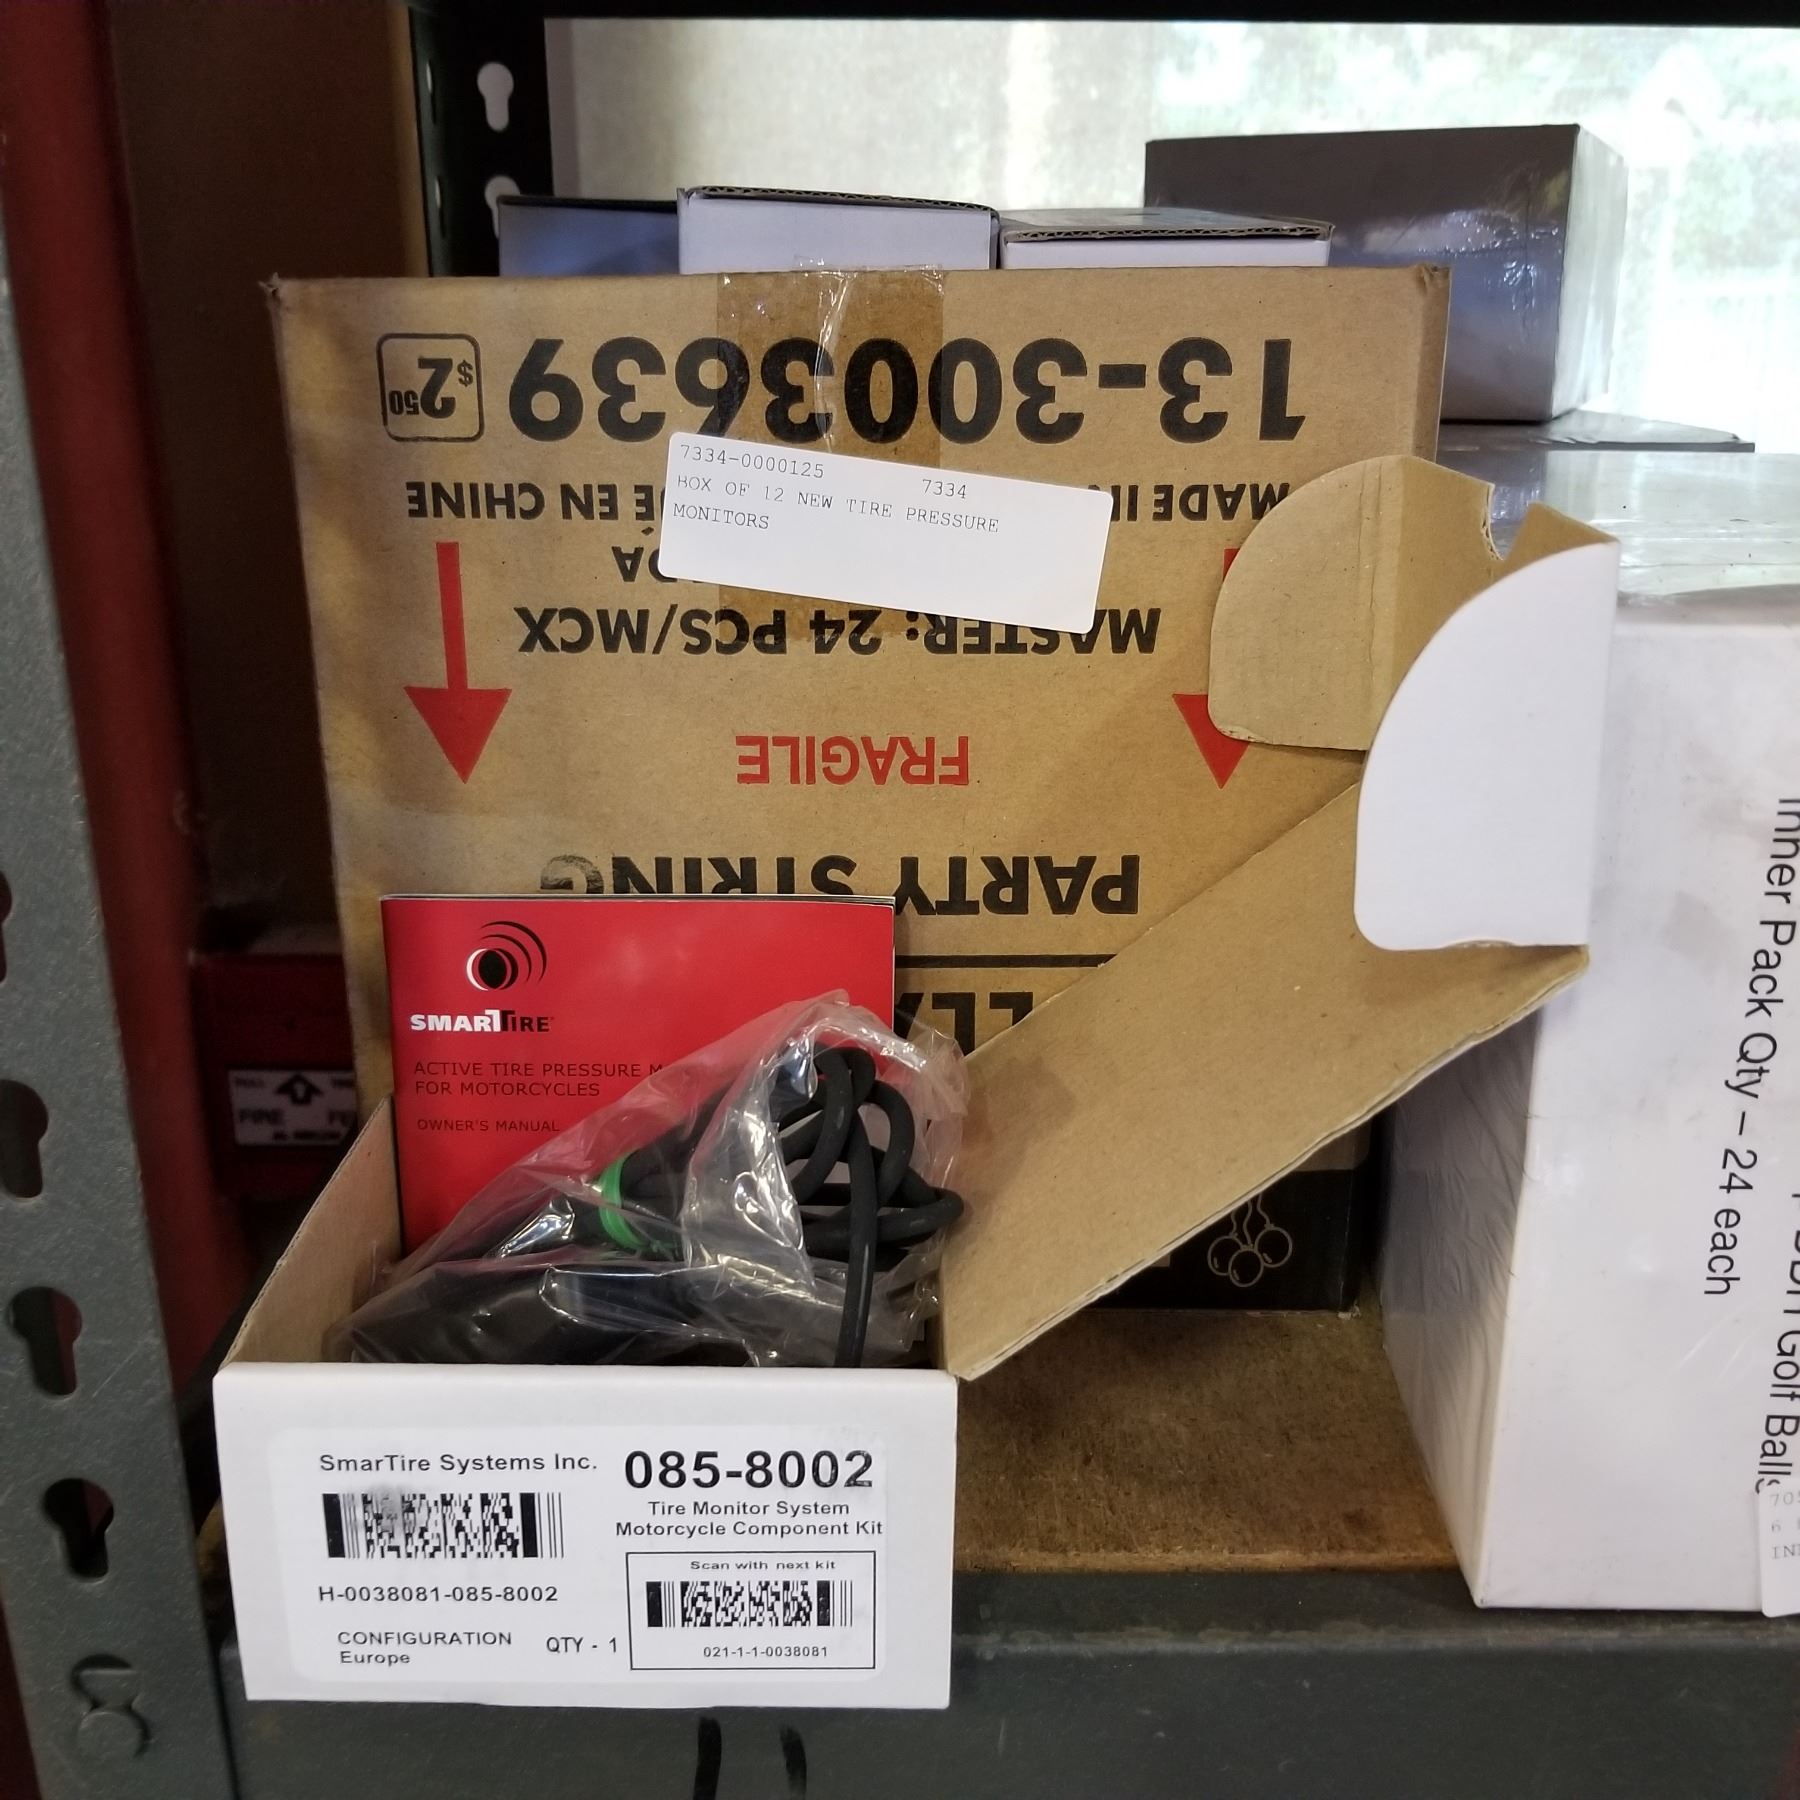 13-3003639
$2.50
7334-0000125 7334
BOX OF 12 NEW TIRE PRESSURE
MONITORS
MADE IN
EN CHINE
MASTER: 24 PCS/MCX
FRAGILE
PARTY STRING
SMARTIRE
ACTIVE TIRE PRESSURE M
FOR MOTORCYCLES
OWNER'S MANUAL
SmarTire Systems Inc.
085-8002
Tire Monitor System
Motorcycle Component Kit
H-0038081-085-8002
Scan with next kit
021-1-1-0038081
CONFIGURATION
Europe
QTY - 1
Inner Pack Qty – 24 each
Golf Balls